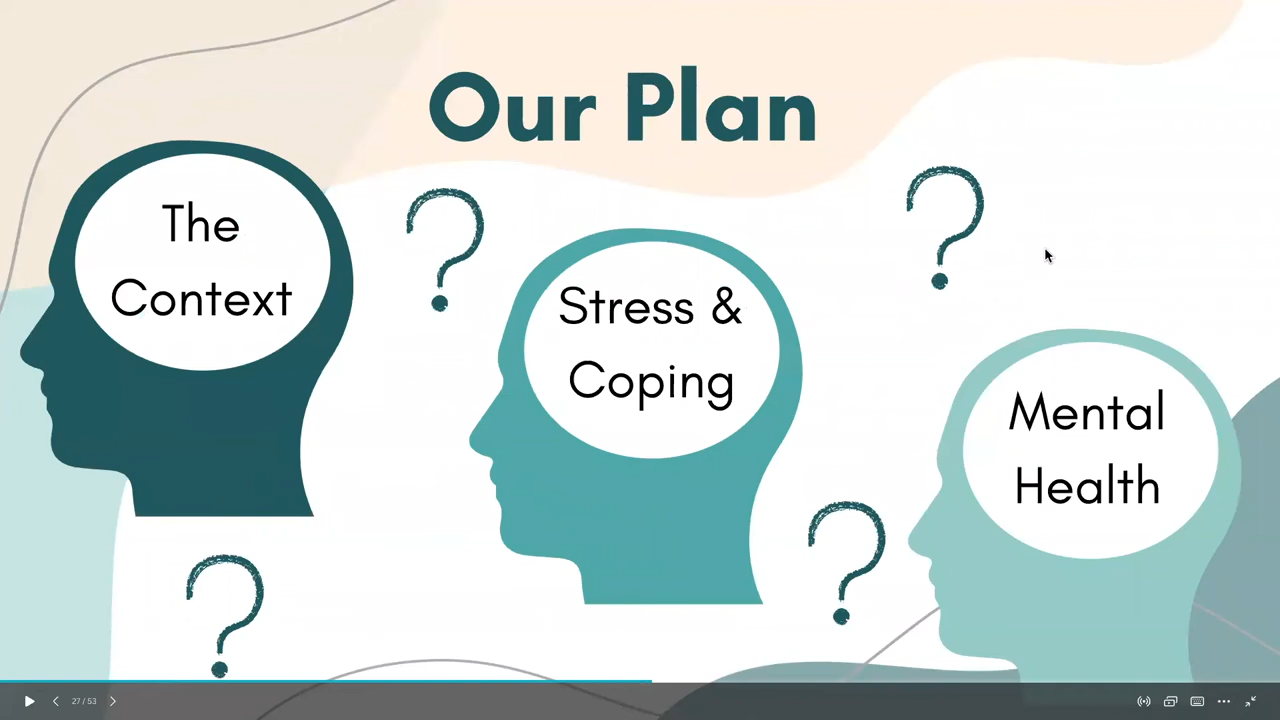 Our Plan
The
Context
?
?
Stress &
Coping
Mental
Health
?
?
27 / 53